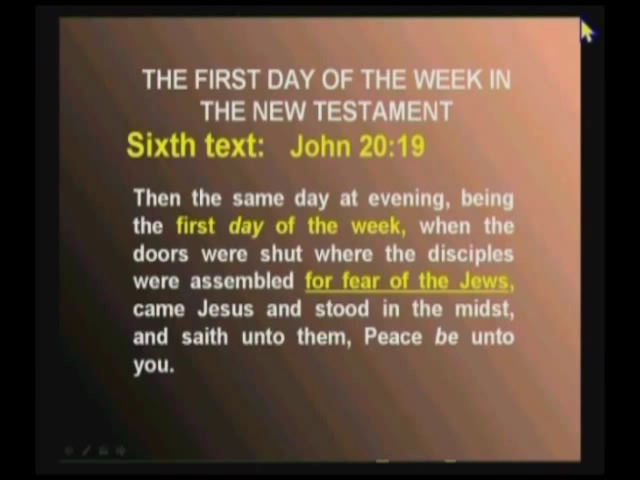 THE FIRST DAY OF THE WEEK IN
THE NEW TESTAMENT
Sixth text: John 20:19
Then the same day at evening, being
the first day of the week, when the
doors were shut where the disciples
were assembled for fear of the Jews,
came Jesus and stood in the midst,
and saith unto them, Peace be unto
you.